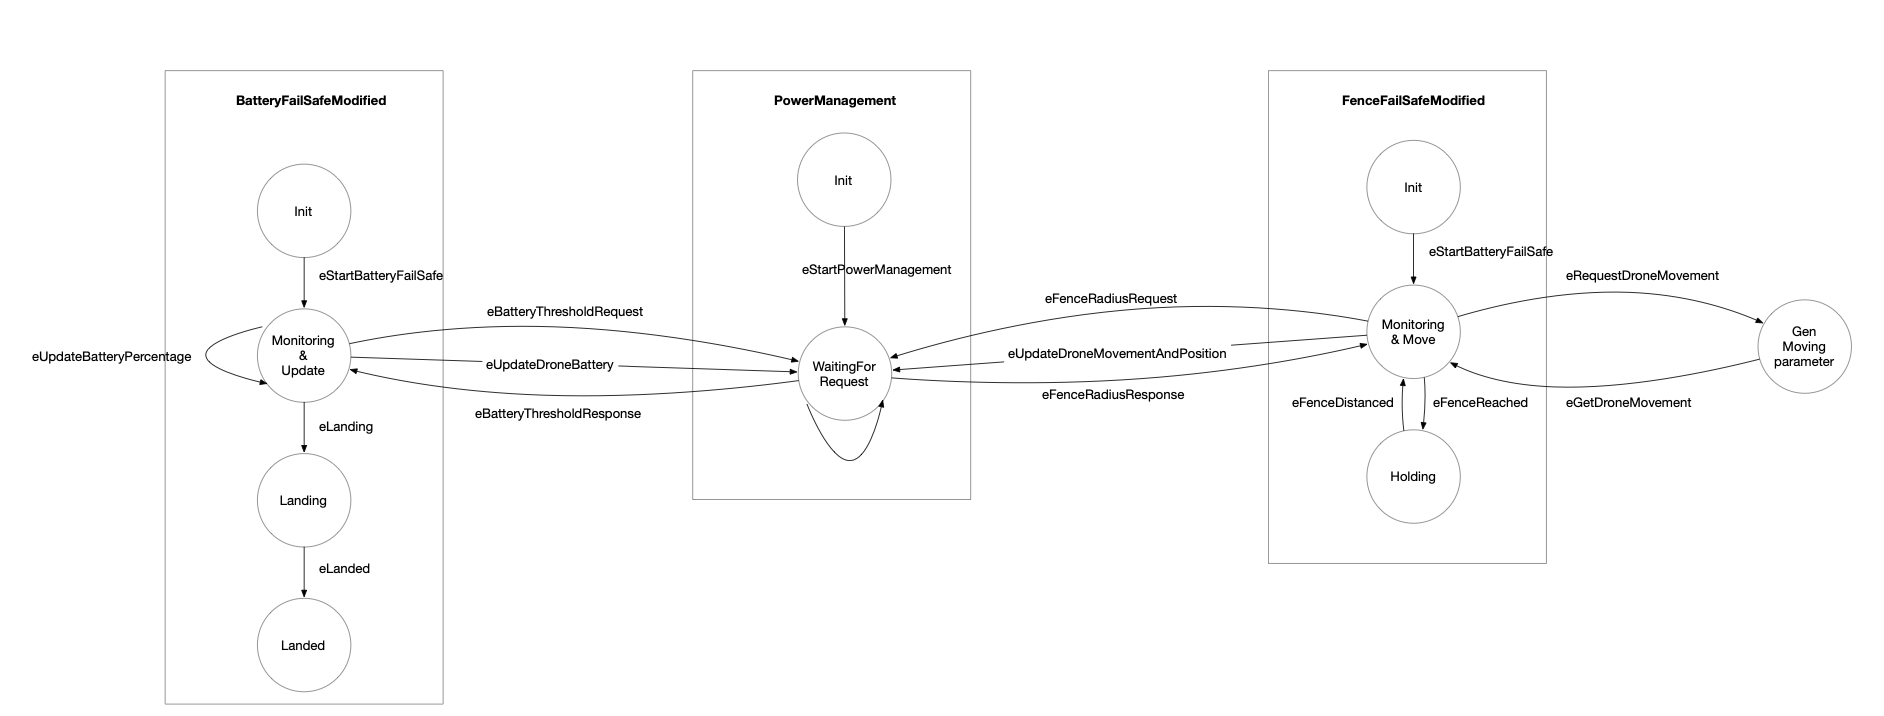 BatteryFailSafeModified
Init
eStartBatteryFailSafe
Monitoring
&
Update
eUpdateBatteryPercentage
eLanding
Landing
eLanded
Landed
eBatteryThresholdRequest
eUpdateDroneBattery
eBatteryThresholdResponse
PowerManagement
Init
eStartPowerManagement
WaitingFor
Request
eFenceRadiusRequest
eUpdateDroneMovementAndPosition
eFenceRadiusResponse
FenceFailSafeModified
Init
eStartBatteryFailSafe
Monitoring
& Move
eFenceDistanced
eFenceReached
Holding
eRequestDroneMovement
Gen
Moving
parameter
eGetDroneMovement